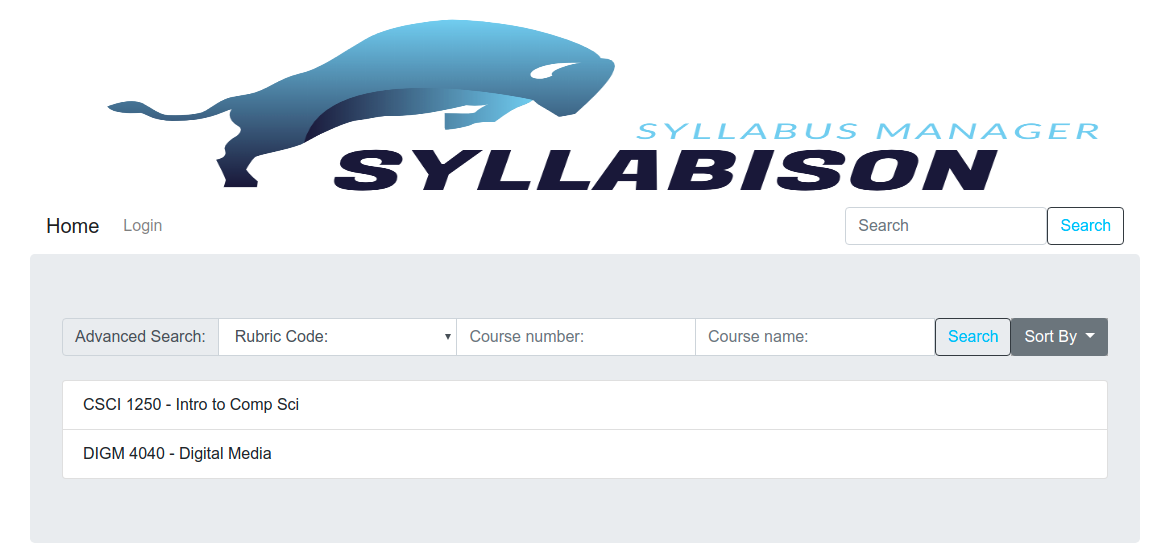 SYLLABUS MANAGER
SYLLABISON
Home Login Search Search
Advanced Search: Rubric Code: Course number: Course name: Search Sort By
CSCI 1250 - Intro to Comp Sci
DIGM 4040 - Digital Media